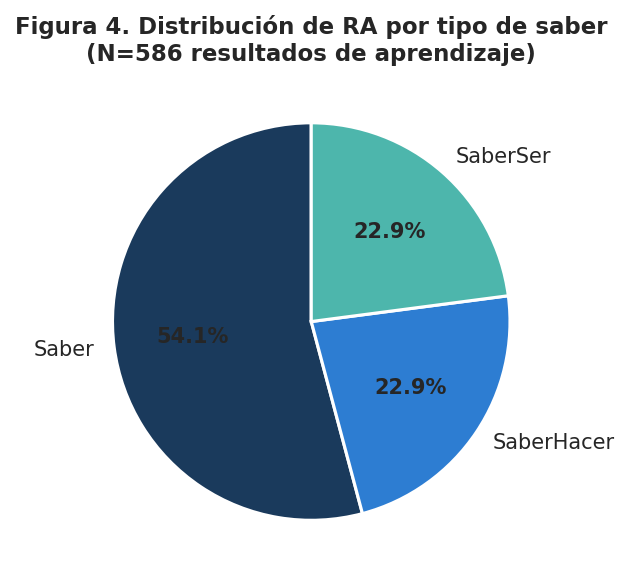 Figura 4. Distribución de RA por tipo de saber
(N=586 resultados de aprendizaje)
SaberSer
22.9%
54.1%
Saber
22.9%
SaberHacer